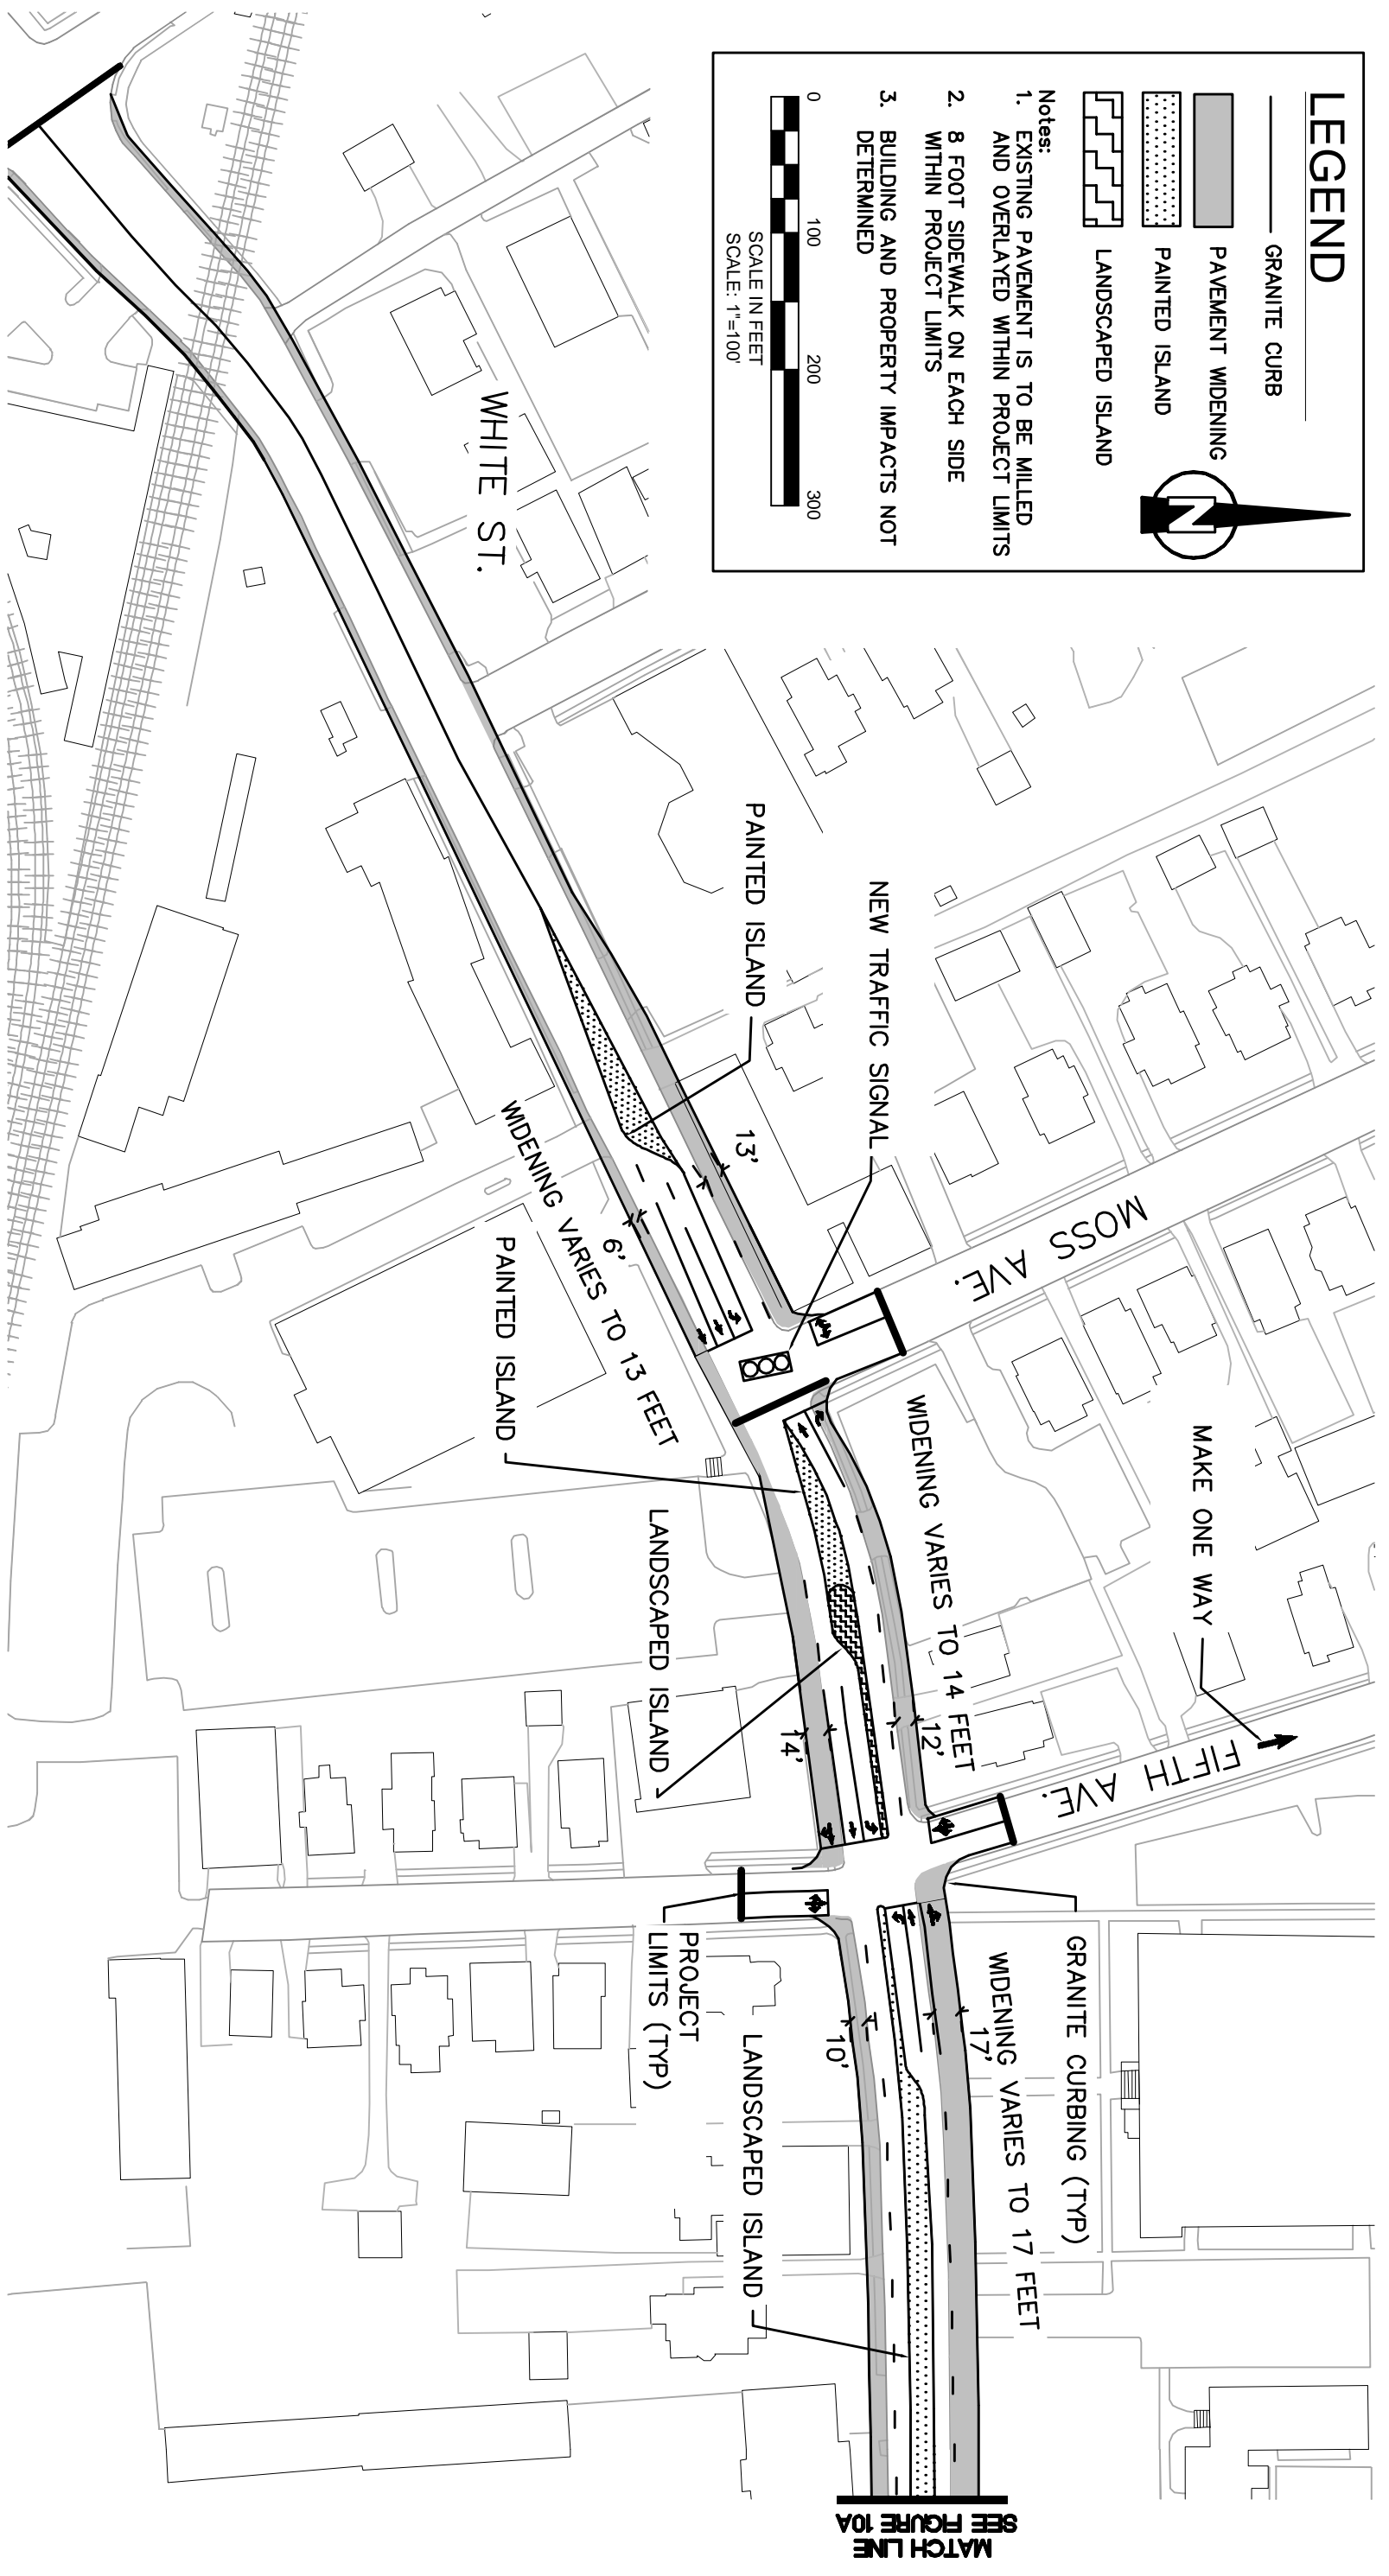 LEGEND
GRANITE CURB
PAVEMENT WIDENING
PAINTED ISLAND
LANDSCAPED ISLAND
N
Notes:
1. EXISTING PAVEMENT IS TO BE MILLED
AND OVERLAYED WITHIN PROJECT LIMITS
2. 8 FOOT SIDEWALK ON EACH SIDE
WITHIN PROJECT LIMITS
3. BUILDING AND PROPERTY IMPACTS NOT
DETERMINED
0 100 200 300
SCALE IN FEET
SCALE: 1"=100'
WHITE ST.
PAINTED ISLAND
NEW TRAFFIC SIGNAL
13'
6'
WIDENING VARIES TO 13 FEET
PAINTED ISLAND
MOSS AVE.
WIDENING VARIES TO 14 FEET
MAKE ONE WAY
LANDSCAPED ISLAND
12'
14'
FIFTH AVE.
GRANITE CURBING (TYP)
WIDENING VARIES TO 17 FEET
17'
10'
PROJECT
LIMITS (TYP)
LANDSCAPED ISLAND
MATCH LINE
SEE FIGURE 10A